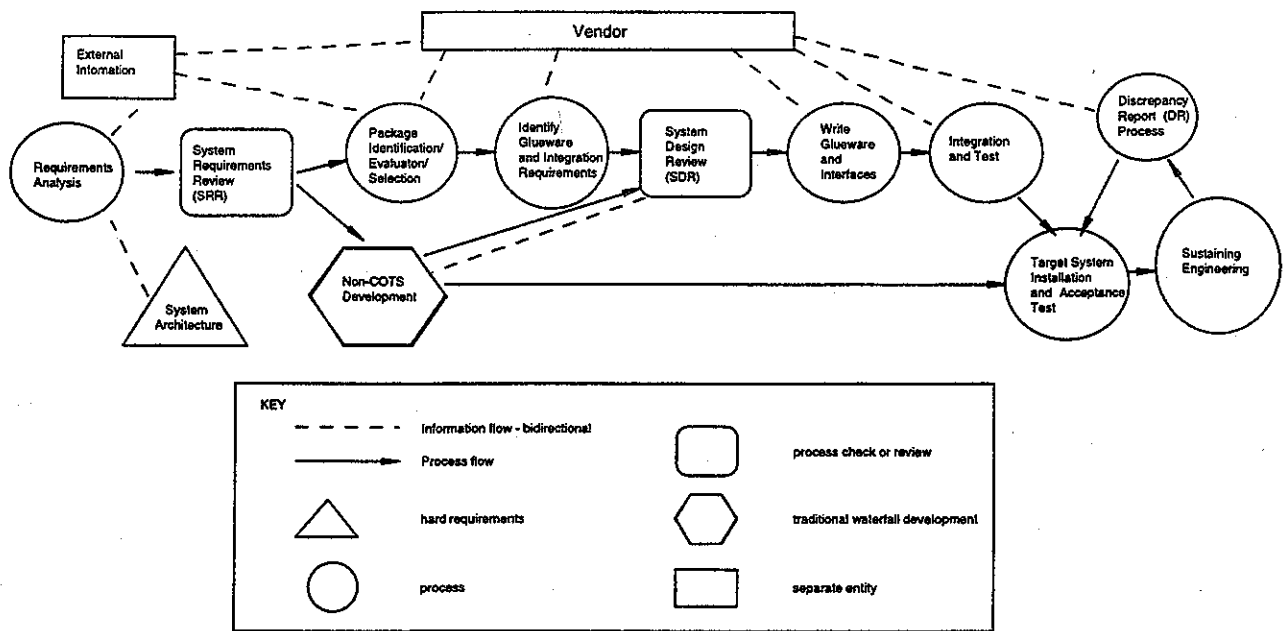 Vendor
External
Infomation
Requirements
Analysis
System
Requirements
Review
(SRR)
Package
Identification/
Evaluaton/
Selection
Identify
Glueware
and Integration
Requirements
System
Design
Review
(SDR)
Write
Glueware
and
Interfaces
Integration
and Test
Discrepancy
Report (DR)
Process
System
Architecture
Non-COTS
Development
Target System
Installation
and Acceptance
Test
Sustaining
Engineering
KEY
Information flow - bidirectional
Process flow
hard requirements
process
process check or review
traditional waterfall development
separate entity